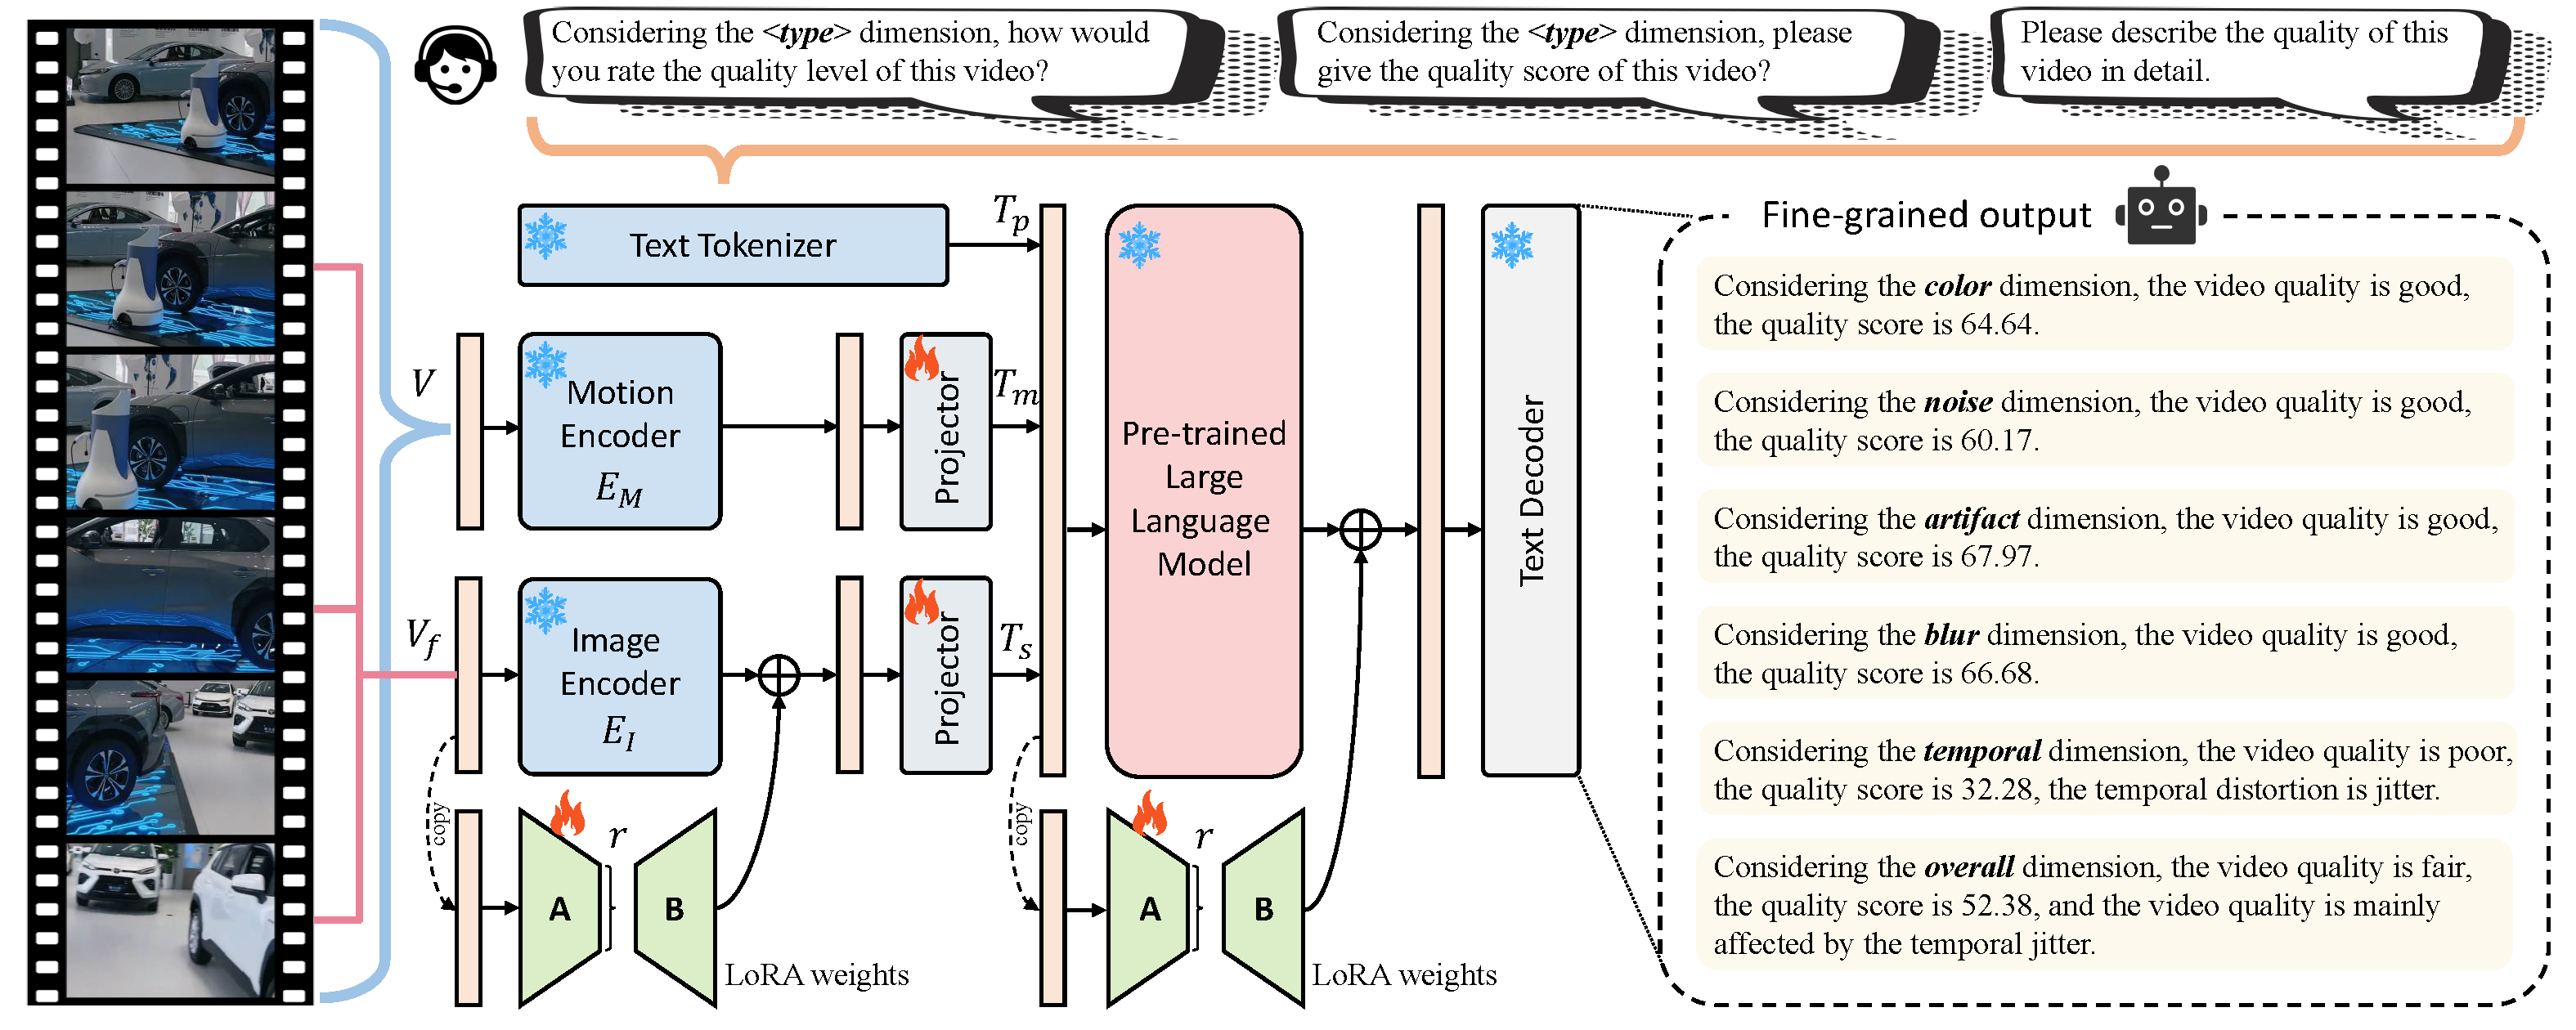 Considering the <type> dimension, how would
you rate the quality level of this video?
Considering the <type> dimension, please
give the quality score of this video?
Please describe the quality of this
video in detail.
Text Tokenizer
T_p
V
Motion
Encoder
E_M
Projector
T_m
V_f
Image
Encoder
E_I
Projector
T_s
copy
A
r
B
LoRA weights
Pre-trained
Large
Language
Model
copy
A
r
B
LoRA weights
Text Decoder
Fine-grained output
Considering the color dimension, the video quality is good,
the quality score is 64.64.
Considering the noise dimension, the video quality is good,
the quality score is 60.17.
Considering the artifact dimension, the video quality is good,
the quality score is 67.97.
Considering the blur dimension, the video quality is good,
the quality score is 66.68.
Considering the temporal dimension, the video quality is poor,
the quality score is 32.28, the temporal distortion is jitter.
Considering the overall dimension, the video quality is fair,
the quality score is 52.38, and the video quality is mainly
affected by the temporal jitter.